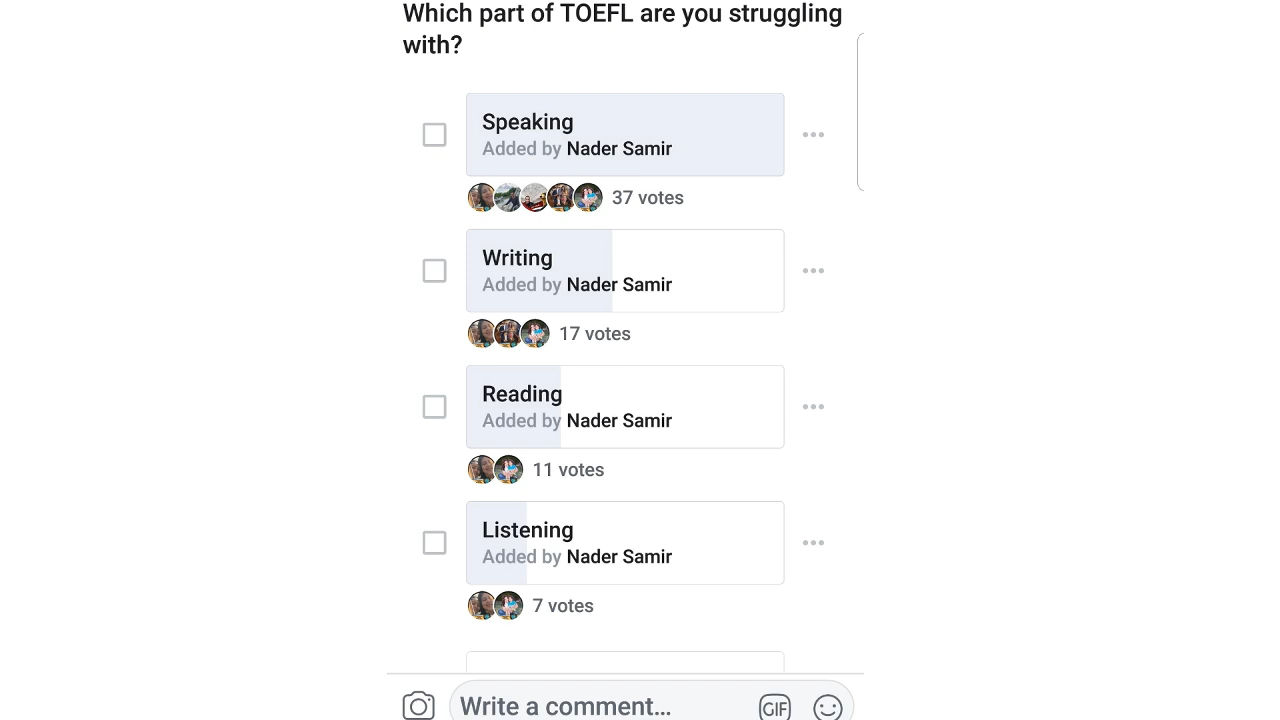 Which part of TOEFL are you struggling
with?
Speaking
Added by Nader Samir
37 votes
Writing
Added by Nader Samir
17 votes
Reading
Added by Nader Samir
11 votes
Listening
Added by Nader Samir
7 votes
Write a comment...
GIF